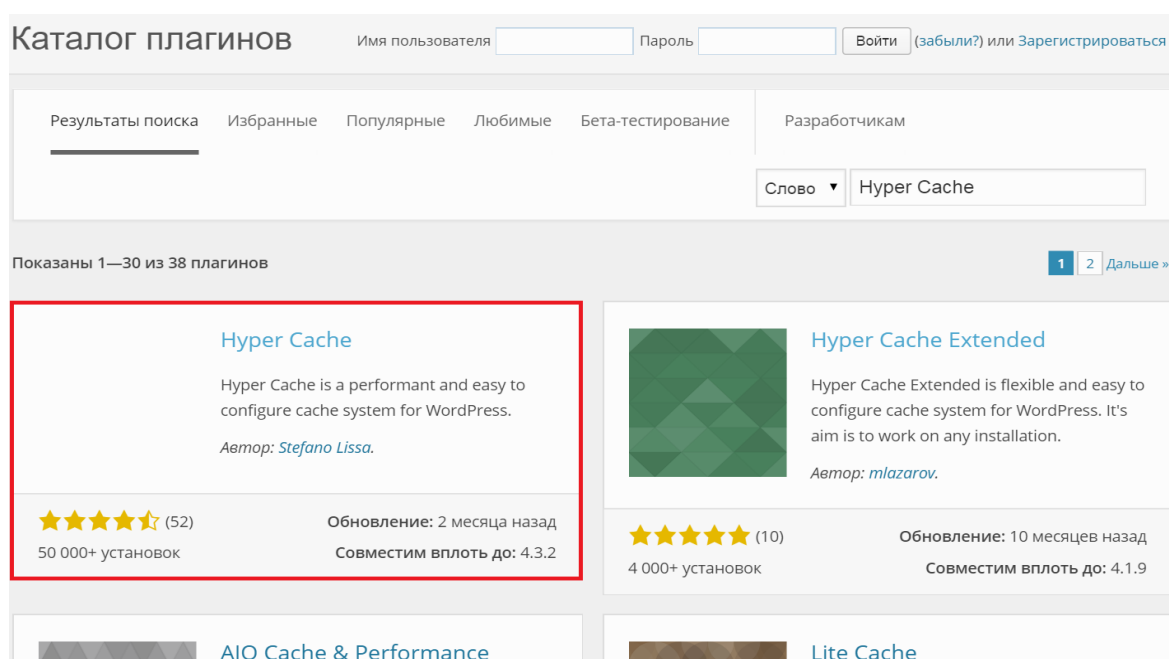 Каталог плагинов
Имя пользователя
Пароль
Войти (забыли?) или Зарегистрироваться
Результаты поиска Избранные Популярные Любимые Бета-тестирование Разработчикам
Слово ▼ Hyper Cache
Показаны 1—30 из 38 плагинов
1 2 Дальше »
Hyper Cache
Hyper Cache is a performant and easy to
configure cache system for WordPress.
Автор: Stefano Lissa.
(52)
Обновление: 2 месяца назад
50 000+ установок
Совместим вплоть до: 4.3.2
Hyper Cache Extended
Hyper Cache Extended is flexible and easy to
configure cache system for WordPress. It's
aim is to work on any installation.
Автор: mlazarov.
(10)
Обновление: 10 месяцев назад
4 000+ установок
Совместим вплоть до: 4.1.9
AIO Cache & Performance
Lite Cache